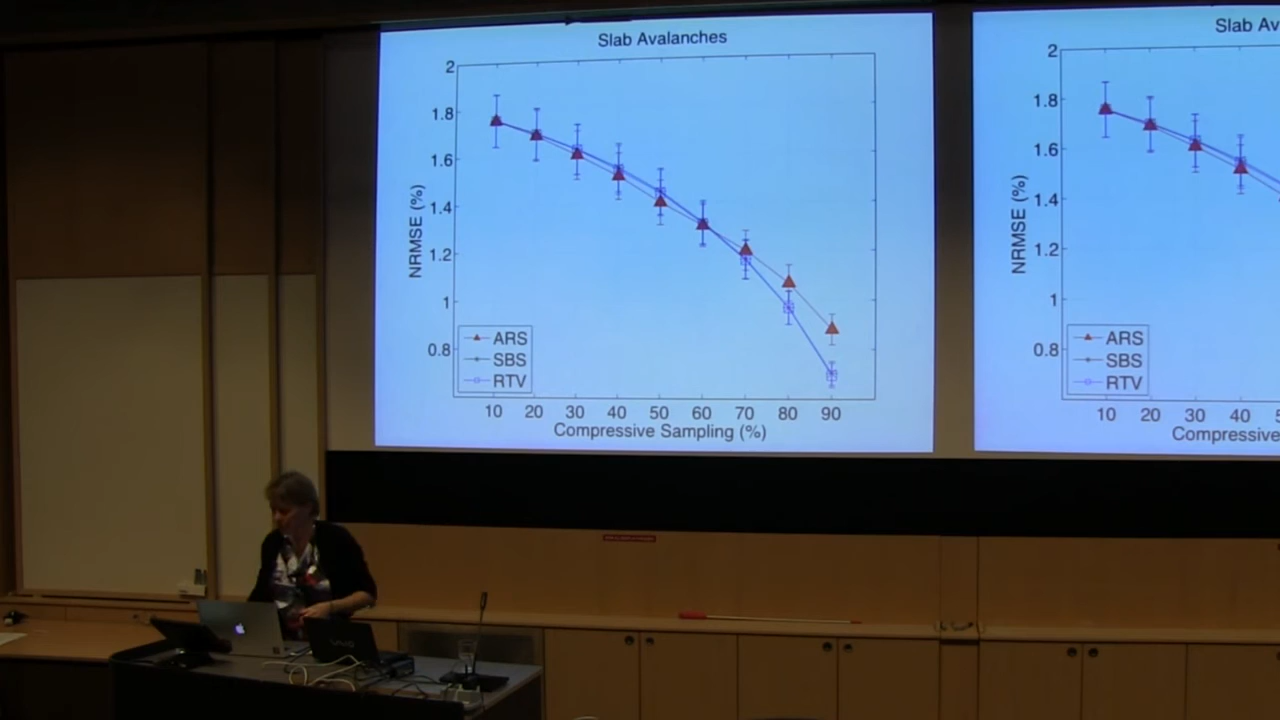 Slab Avalanches
2
1.8
1.6
1.4
1.2
1
0.8
NRMSE (%)
ARS
SBS
RTV
10 20 30 40 50 60 70 80 90
Compressive Sampling (%)
Slab Av
2
1.8
1.6
1.4
1.2
1
0.8
NRMSE (%)
ARS
SBS
RTV
10 20 30 40 5
Compressive
VAIO